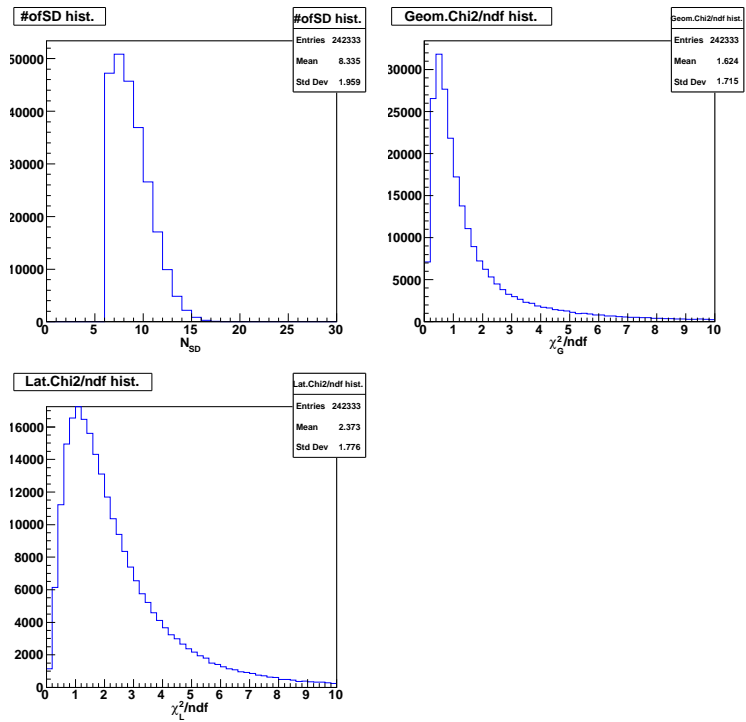 #ofSD hist.
#ofSD hist.
Entries 242333
Mean 8.335
Std Dev 1.959
50000
40000
30000
20000
10000
0
0 5 10 15 20 25 30
N_SD
Geom.Chi2/ndf hist.
Geom.Chi2/ndf hist.
Entries 242333
Mean 1.624
Std Dev 1.715
30000
25000
20000
15000
10000
5000
0
0 1 2 3 4 5 6 7 8 9 10
χ²_G/ndf
Lat.Chi2/ndf hist.
Lat.Chi2/ndf hist.
Entries 242333
Mean 2.373
Std Dev 1.776
16000
14000
12000
10000
8000
6000
4000
2000
0
0 1 2 3 4 5 6 7 8 9 10
χ²_L/ndf